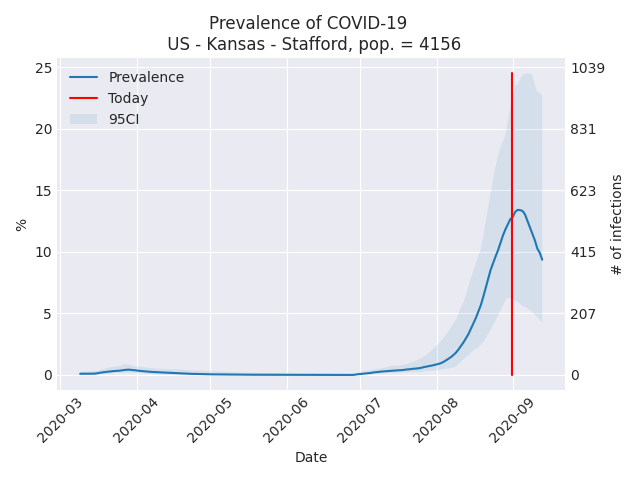 Prevalence of COVID-19
US - Kansas - Stafford, pop. = 4156
Prevalence
Today
95CI
%
25
20
15
10
5
0
1039
831
623
415
207
0
# of infections
2020-03
2020-04
2020-05
2020-06
2020-07
2020-08
2020-09
Date